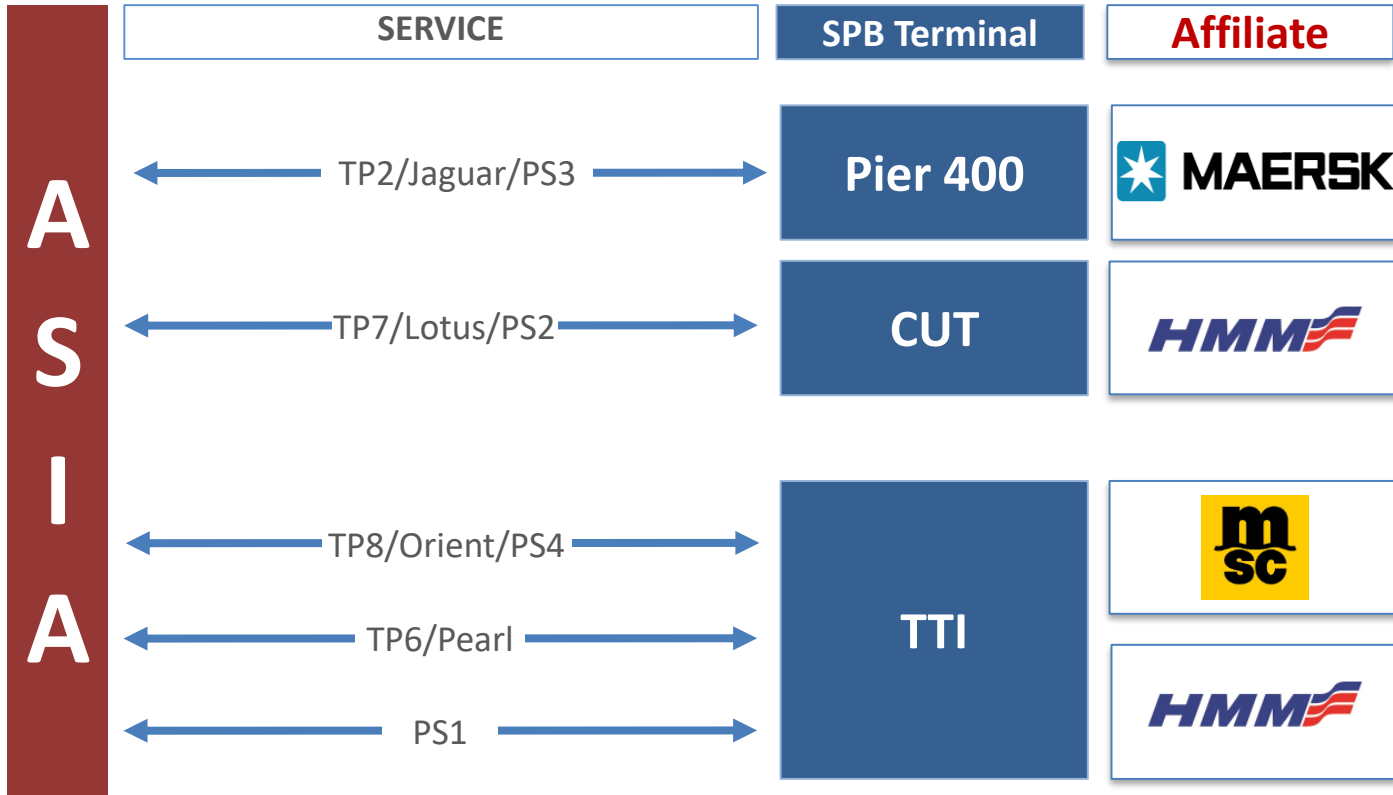 SERVICE
SPB Terminal
Affiliate
A
S
I
A
TP2/Jaguar/PS3
Pier 400
MAERSK
TP7/Lotus/PS2
CUT
HMM
TP8/Orient/PS4
TP6/Pearl
PS1
TTI
m
sc
HMM